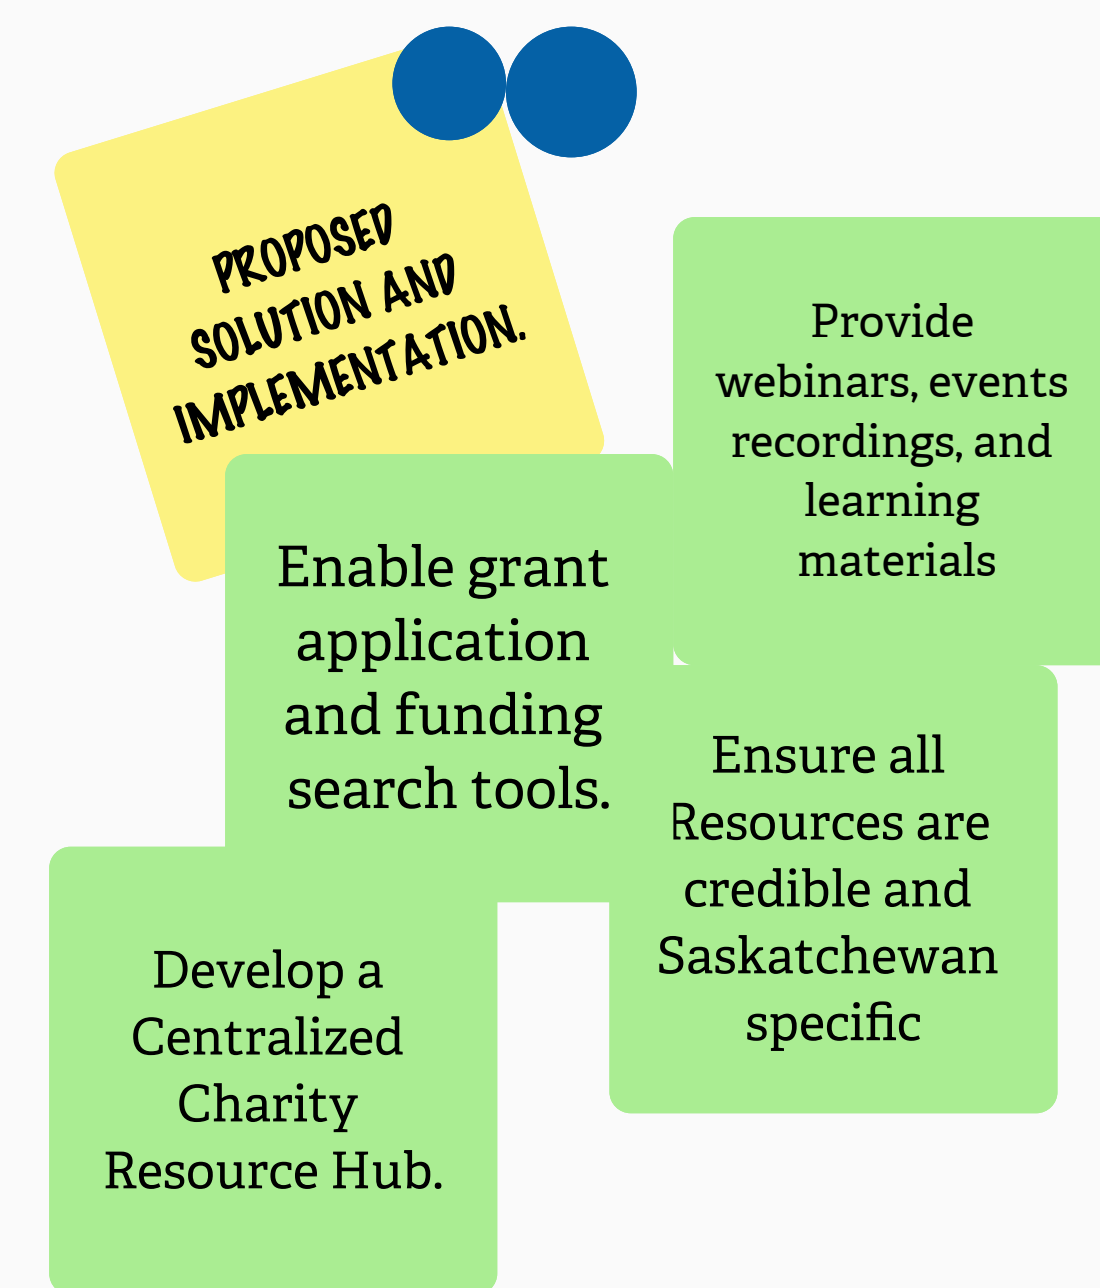 PROPOSED
SOLUTION AND
IMPLEMENTATION.
Provide
webinars, events
recordings, and
learning
materials
Enable grant
application
and funding
search tools.
Ensure all
Resources are
credible and
Saskatchewan
specific
Develop a
Centralized
Charity
Resource Hub.